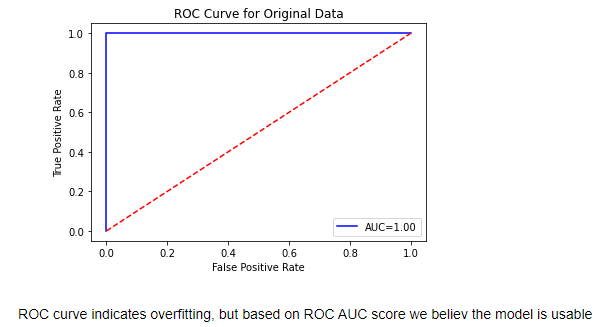 ROC Curve for Original Data
1.0
0.8
0.6
0.4
0.2
0.0
True Positive Rate
AUC=1.00
0.0 0.2 0.4 0.6 0.8 1.0
False Positive Rate
ROC curve indicates overfitting, but based on ROC AUC score we believ the model is usable